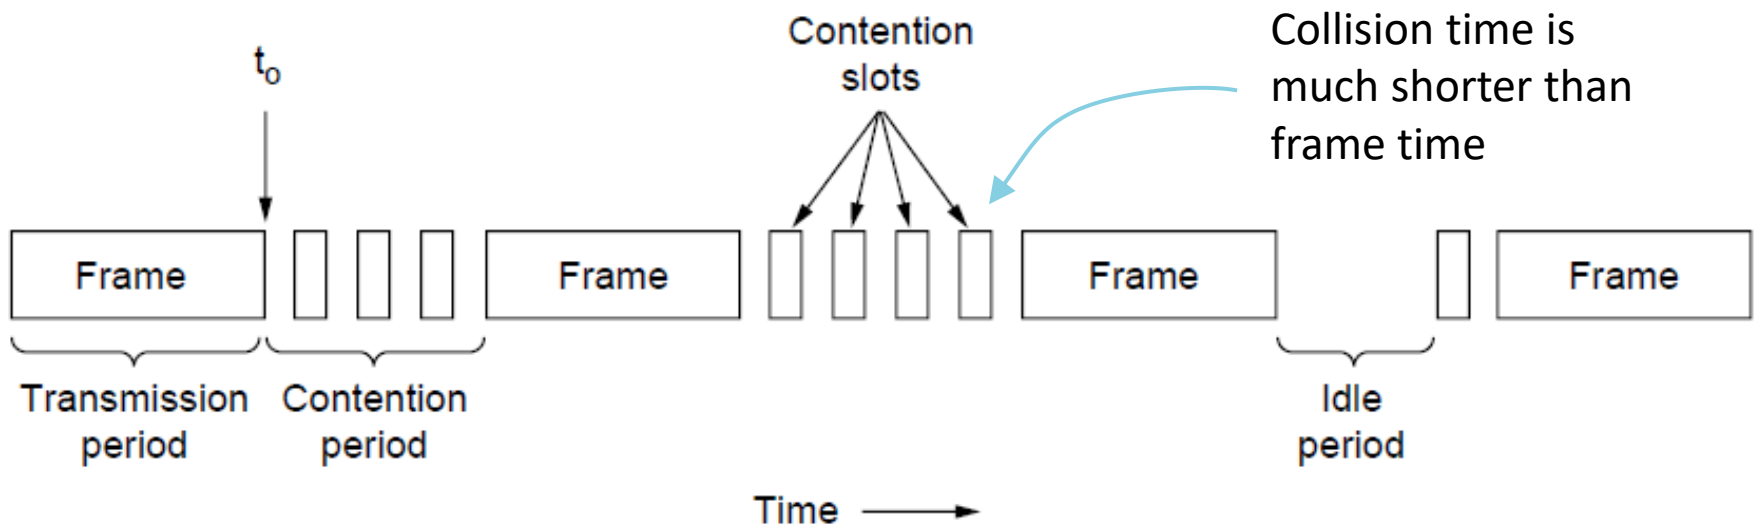 Contention
slots
Collision time is
much shorter than
frame time
t₀
Frame
Frame
Frame
Frame
Transmission
period
Contention
period
Idle
period
Time